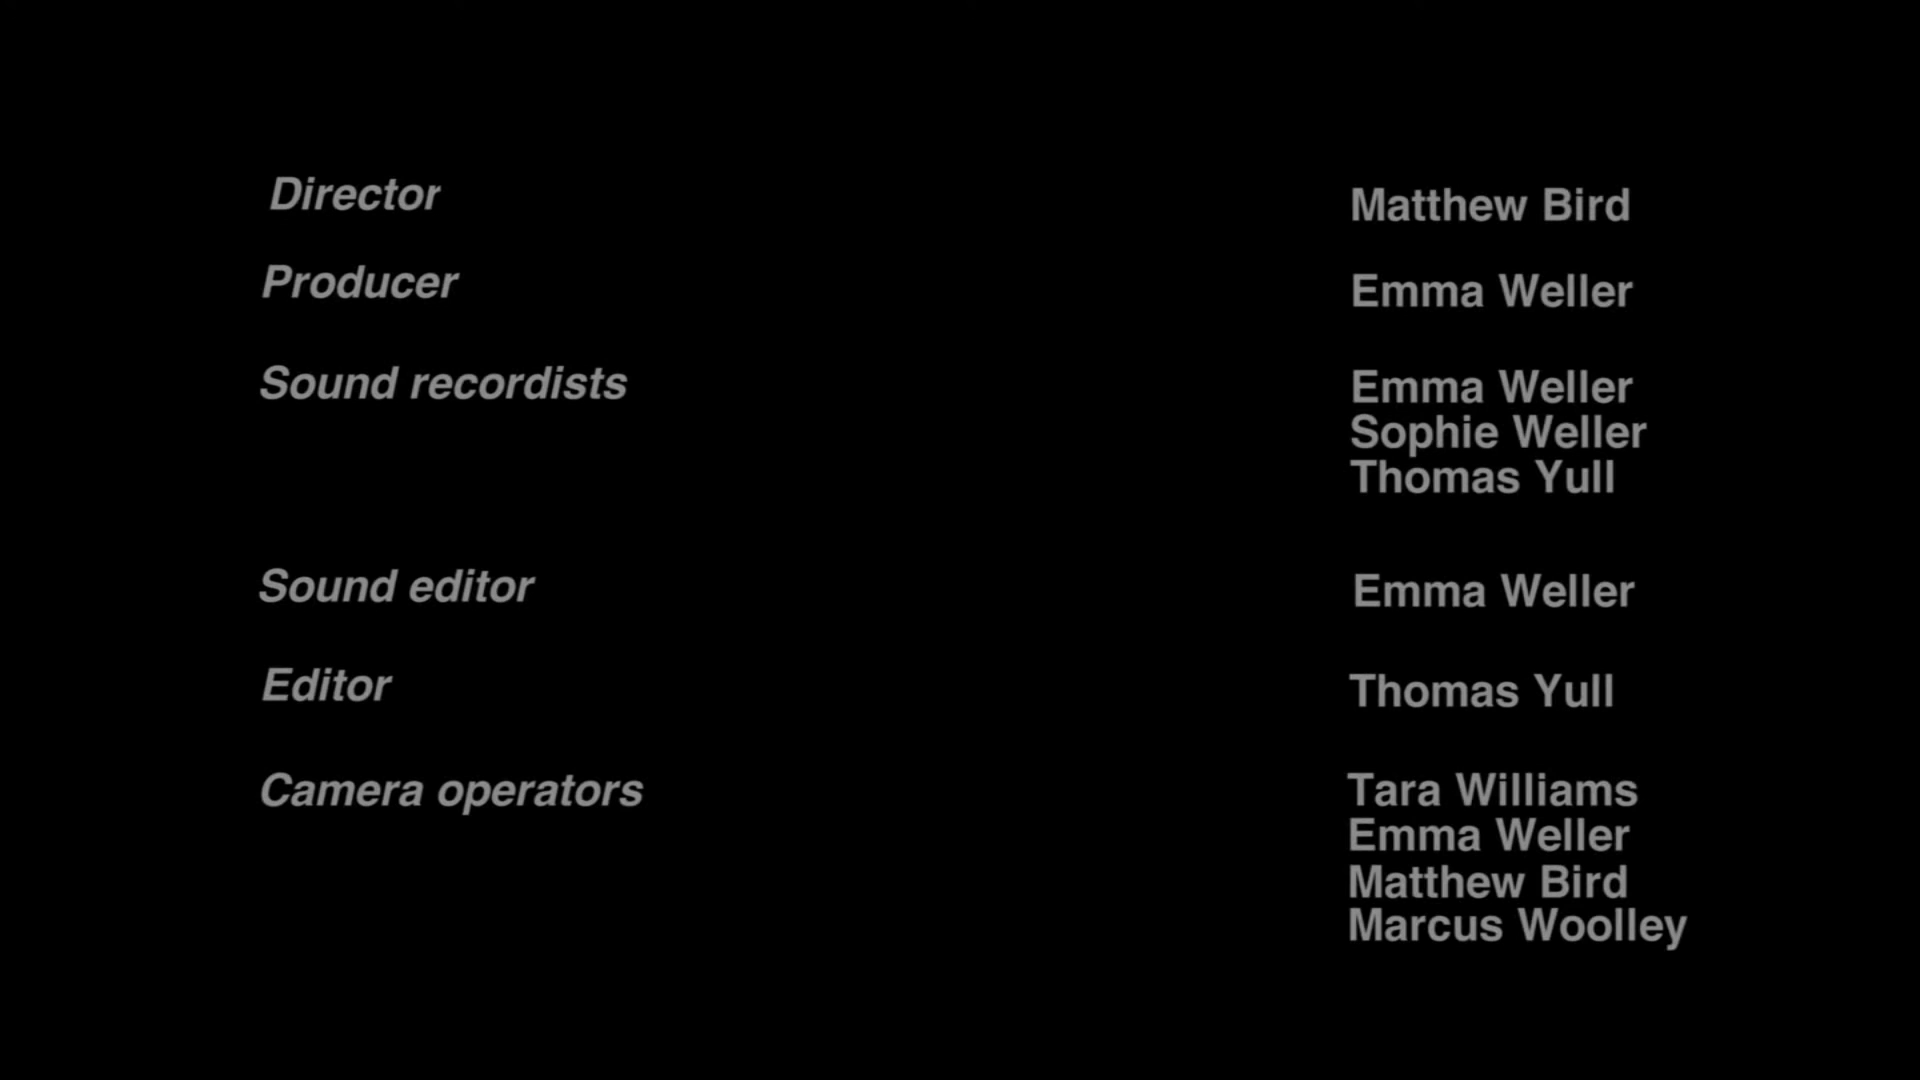 Director Matthew Bird
Producer Emma Weller
Sound recordists Emma Weller
Sophie Weller
Thomas Yull
Sound editor Emma Weller
Editor Thomas Yull
Camera operators Tara Williams
Emma Weller
Matthew Bird
Marcus Woolley